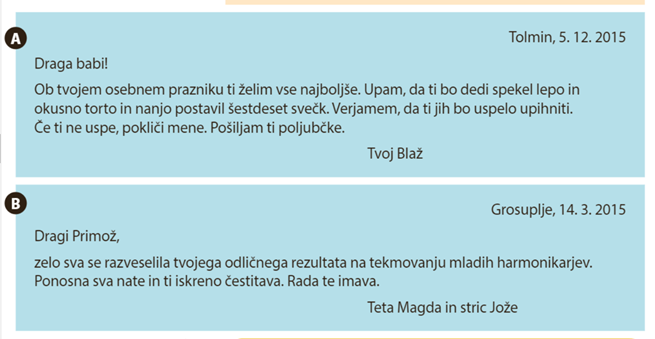 A
Tolmin, 5. 12. 2015
Draga babi!
Ob tvojem osebnem prazniku ti želim vse najboljše. Upam, da ti bo dedi spekel lepo in
okusno torto in nanjo postavil šestdeset svečk. Verjamem, da ti jih bo uspelo upihniti.
Če ti ne uspe, pokliči mene. Pošiljam ti poljubčke.
Tvoj Blaž
B
Grosuplje, 14. 3. 2015
Dragi Primož,
zelo sva se razveselila tvojega odličnega rezultata na tekmovanju mladih harmonikarjev.
Ponosna sva nate in ti iskreno čestitava. Rada te imava.
Teta Magda in stric Jože